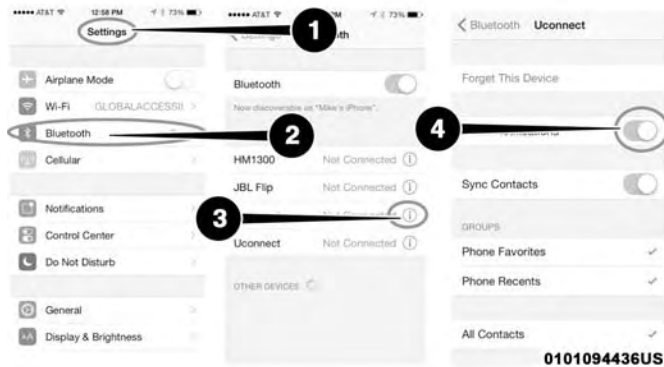 AT&T 12:58 PM 73%
Settings
Airplane Mode
Wi-Fi GLOBALACCESSII
Bluetooth
Cellular
Notifications
Control Center
Do Not Disturb
General
Display & Brightness
1
2
AT&T 73%
Bluetooth
Now discoverable as "Mike's iPhone".
HM1300 Not Connected
JBL Flip Not Connected
Uconnect Not Connected
OTHER DEVICES
3
Bluetooth Uconnect
Forget This Device
4
Sync Contacts
GROUPS
Phone Favorites
Phone Recents
All Contacts
0101094436US